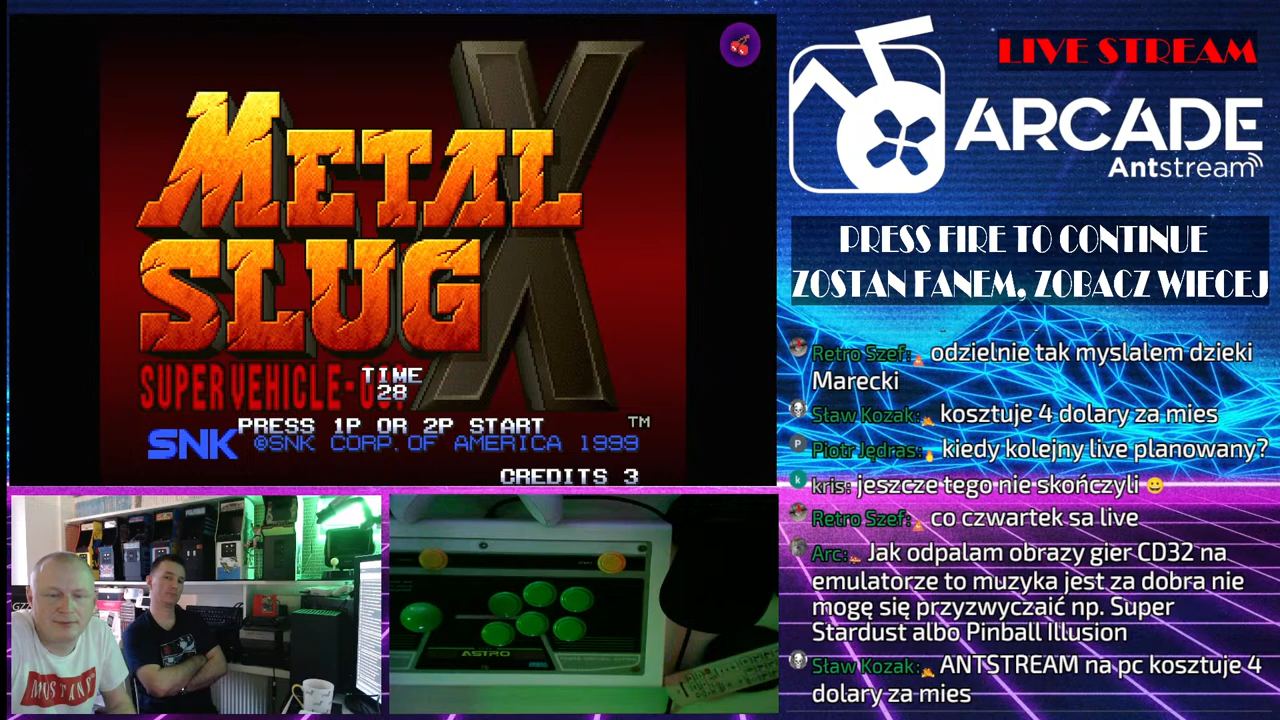 METAL
SLUG
X
SUPER VEHICLE-
TIME
28
PRESS 1P OR 2P START
TM
SNK
©SNK CORP. OF AMERICA 1999
CREDITS 3
MUSTANG
ASTRO
LIVE STREAM
ARCADE
Antstream
PRESS FIRE TO CONTINUE
ZOSTAN FANEM, ZOBACZ WIECEJ
Retro Szef: odzielnie tak myslalem dzieki
Marecki
Sław Kozak: kosztuje 4 dolary za mies
P
Piotr Jędras: kiedy kolejny live planowany?
k
kris: jeszcze tego nie skończyli 😀
Retro Szef: co czwartek sa live
Arc: Jak odpalam obrazy gier CD32 na
emulatorze to muzyka jest za dobra nie
mogę się przyzwyczaić np. Super
Stardust albo Pinball Illusion
Sław Kozak: ANTSTREAM na pc kosztuje 4
dolary za mies